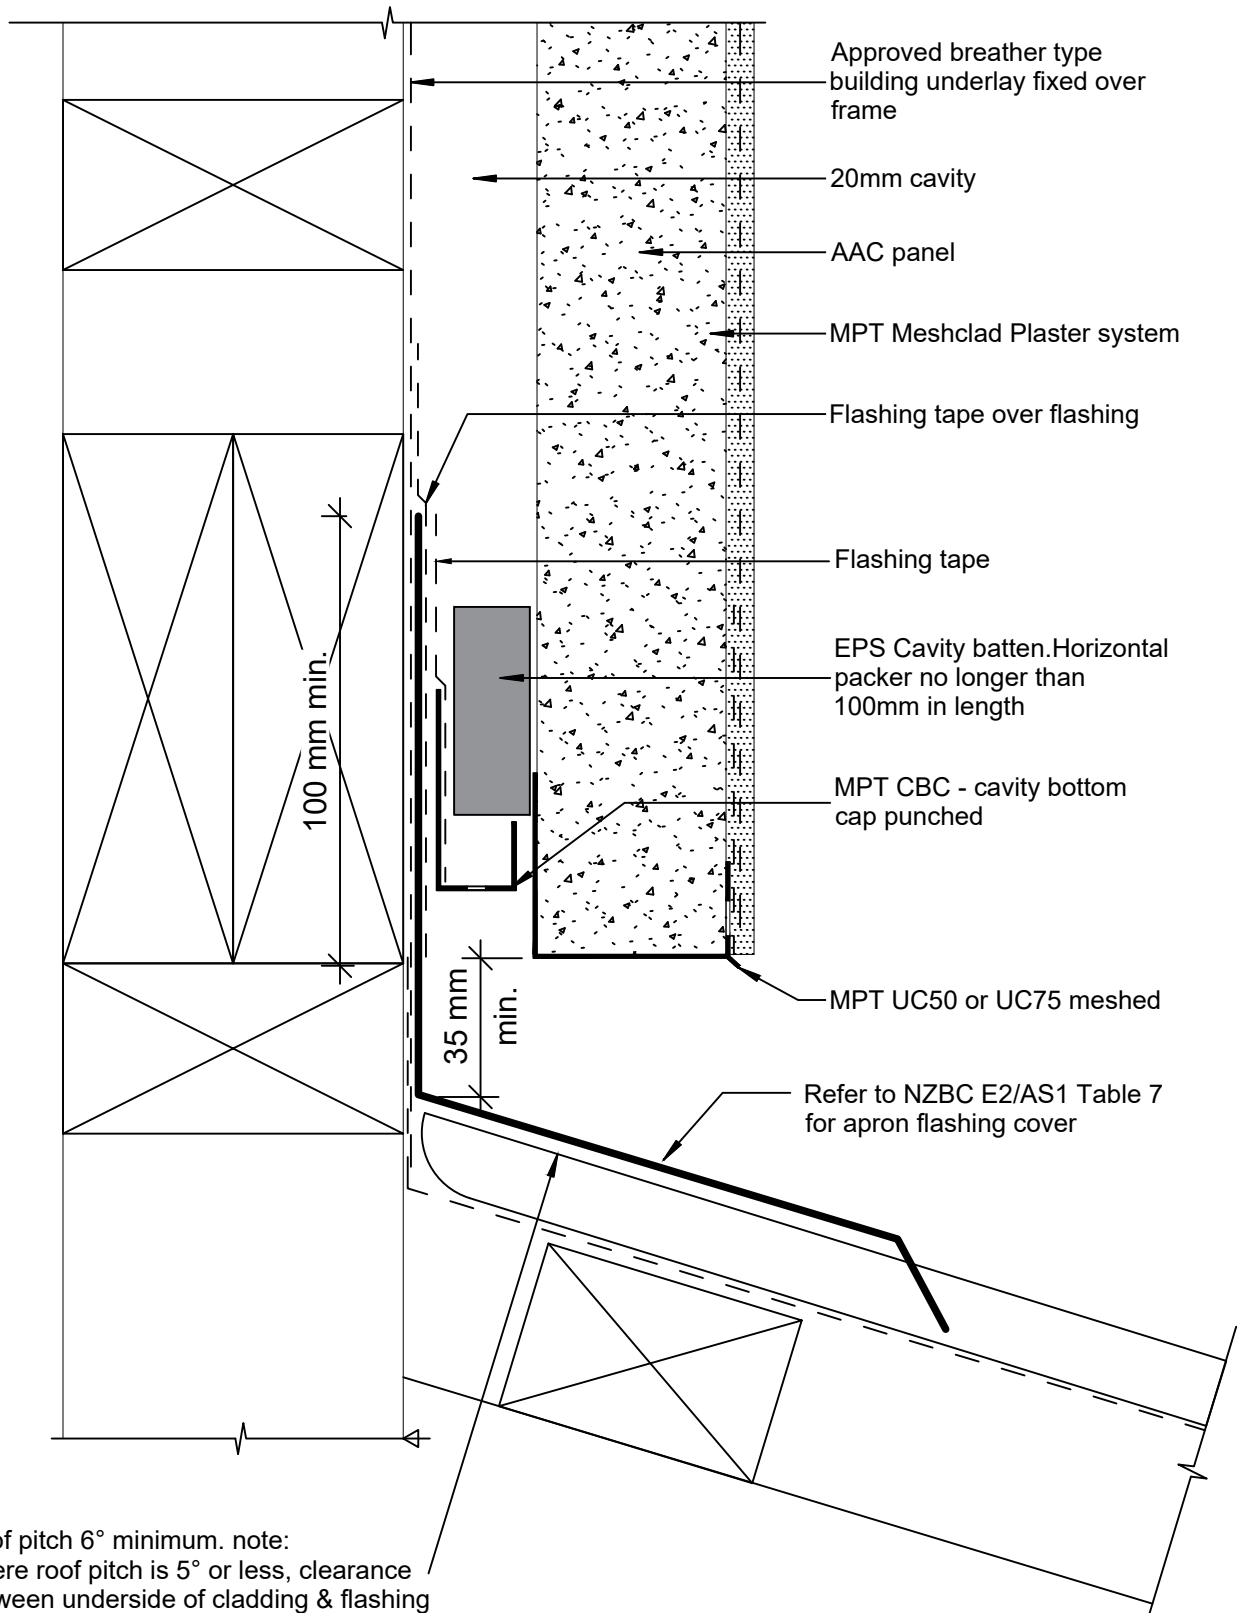 Approved breather type
building underlay fixed over
frame
20mm cavity
AAC panel
MPT Meshclad Plaster system
Flashing tape over flashing
Flashing tape
EPS Cavity batten.Horizontal
packer no longer than
100mm in length
100 mm min.
MPT CBC - cavity bottom
cap punched
35 mm
min.
MPT UC50 or UC75 meshed
Refer to NZBC E2/AS1 Table 7
for apron flashing cover
pitch 6° minimum. note:
roof pitch is 5° or less, clearance
underside of cladding & flashing